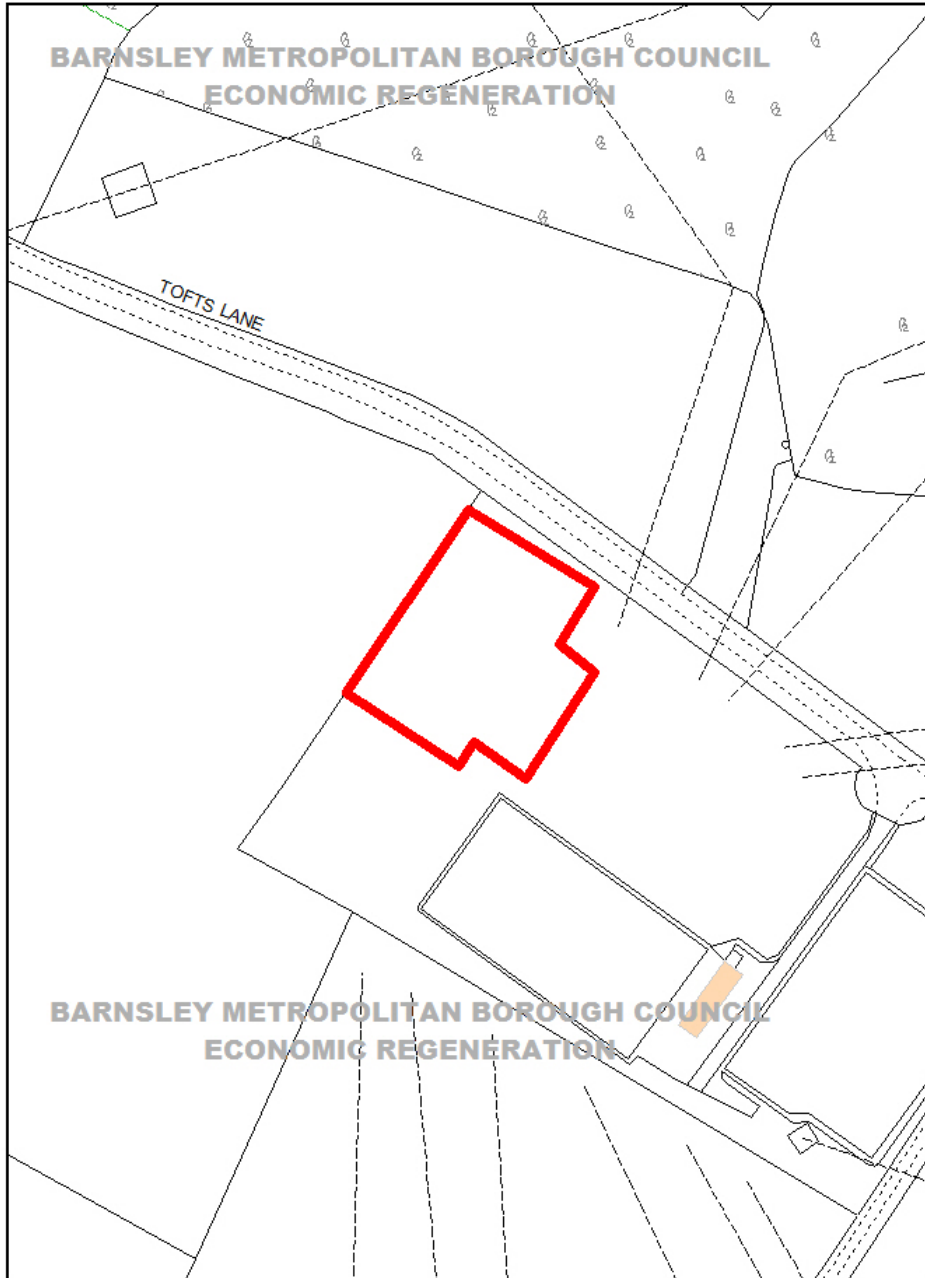 BARNSLEY METROPOLITAN BOROUGH COUNCIL
ECONOMIC REGENERATION
TOFTS LANE
BARNSLEY METROPOLITAN BOROUGH COUNCIL
ECONOMIC REGENERATION